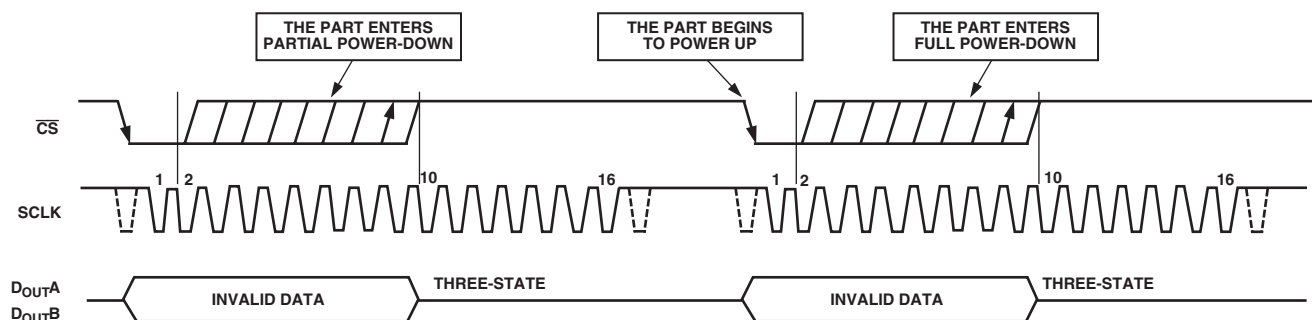 THE PART ENTERS
PARTIAL POWER-DOWN
THE PART BEGINS
TO POWER UP
THE PART ENTERS
FULL POWER-DOWN
CS
SCLK
1
2
10
16
1
2
10
16
DOUTA
DOUTB
INVALID DATA
THREE-STATE
INVALID DATA
THREE-STATE